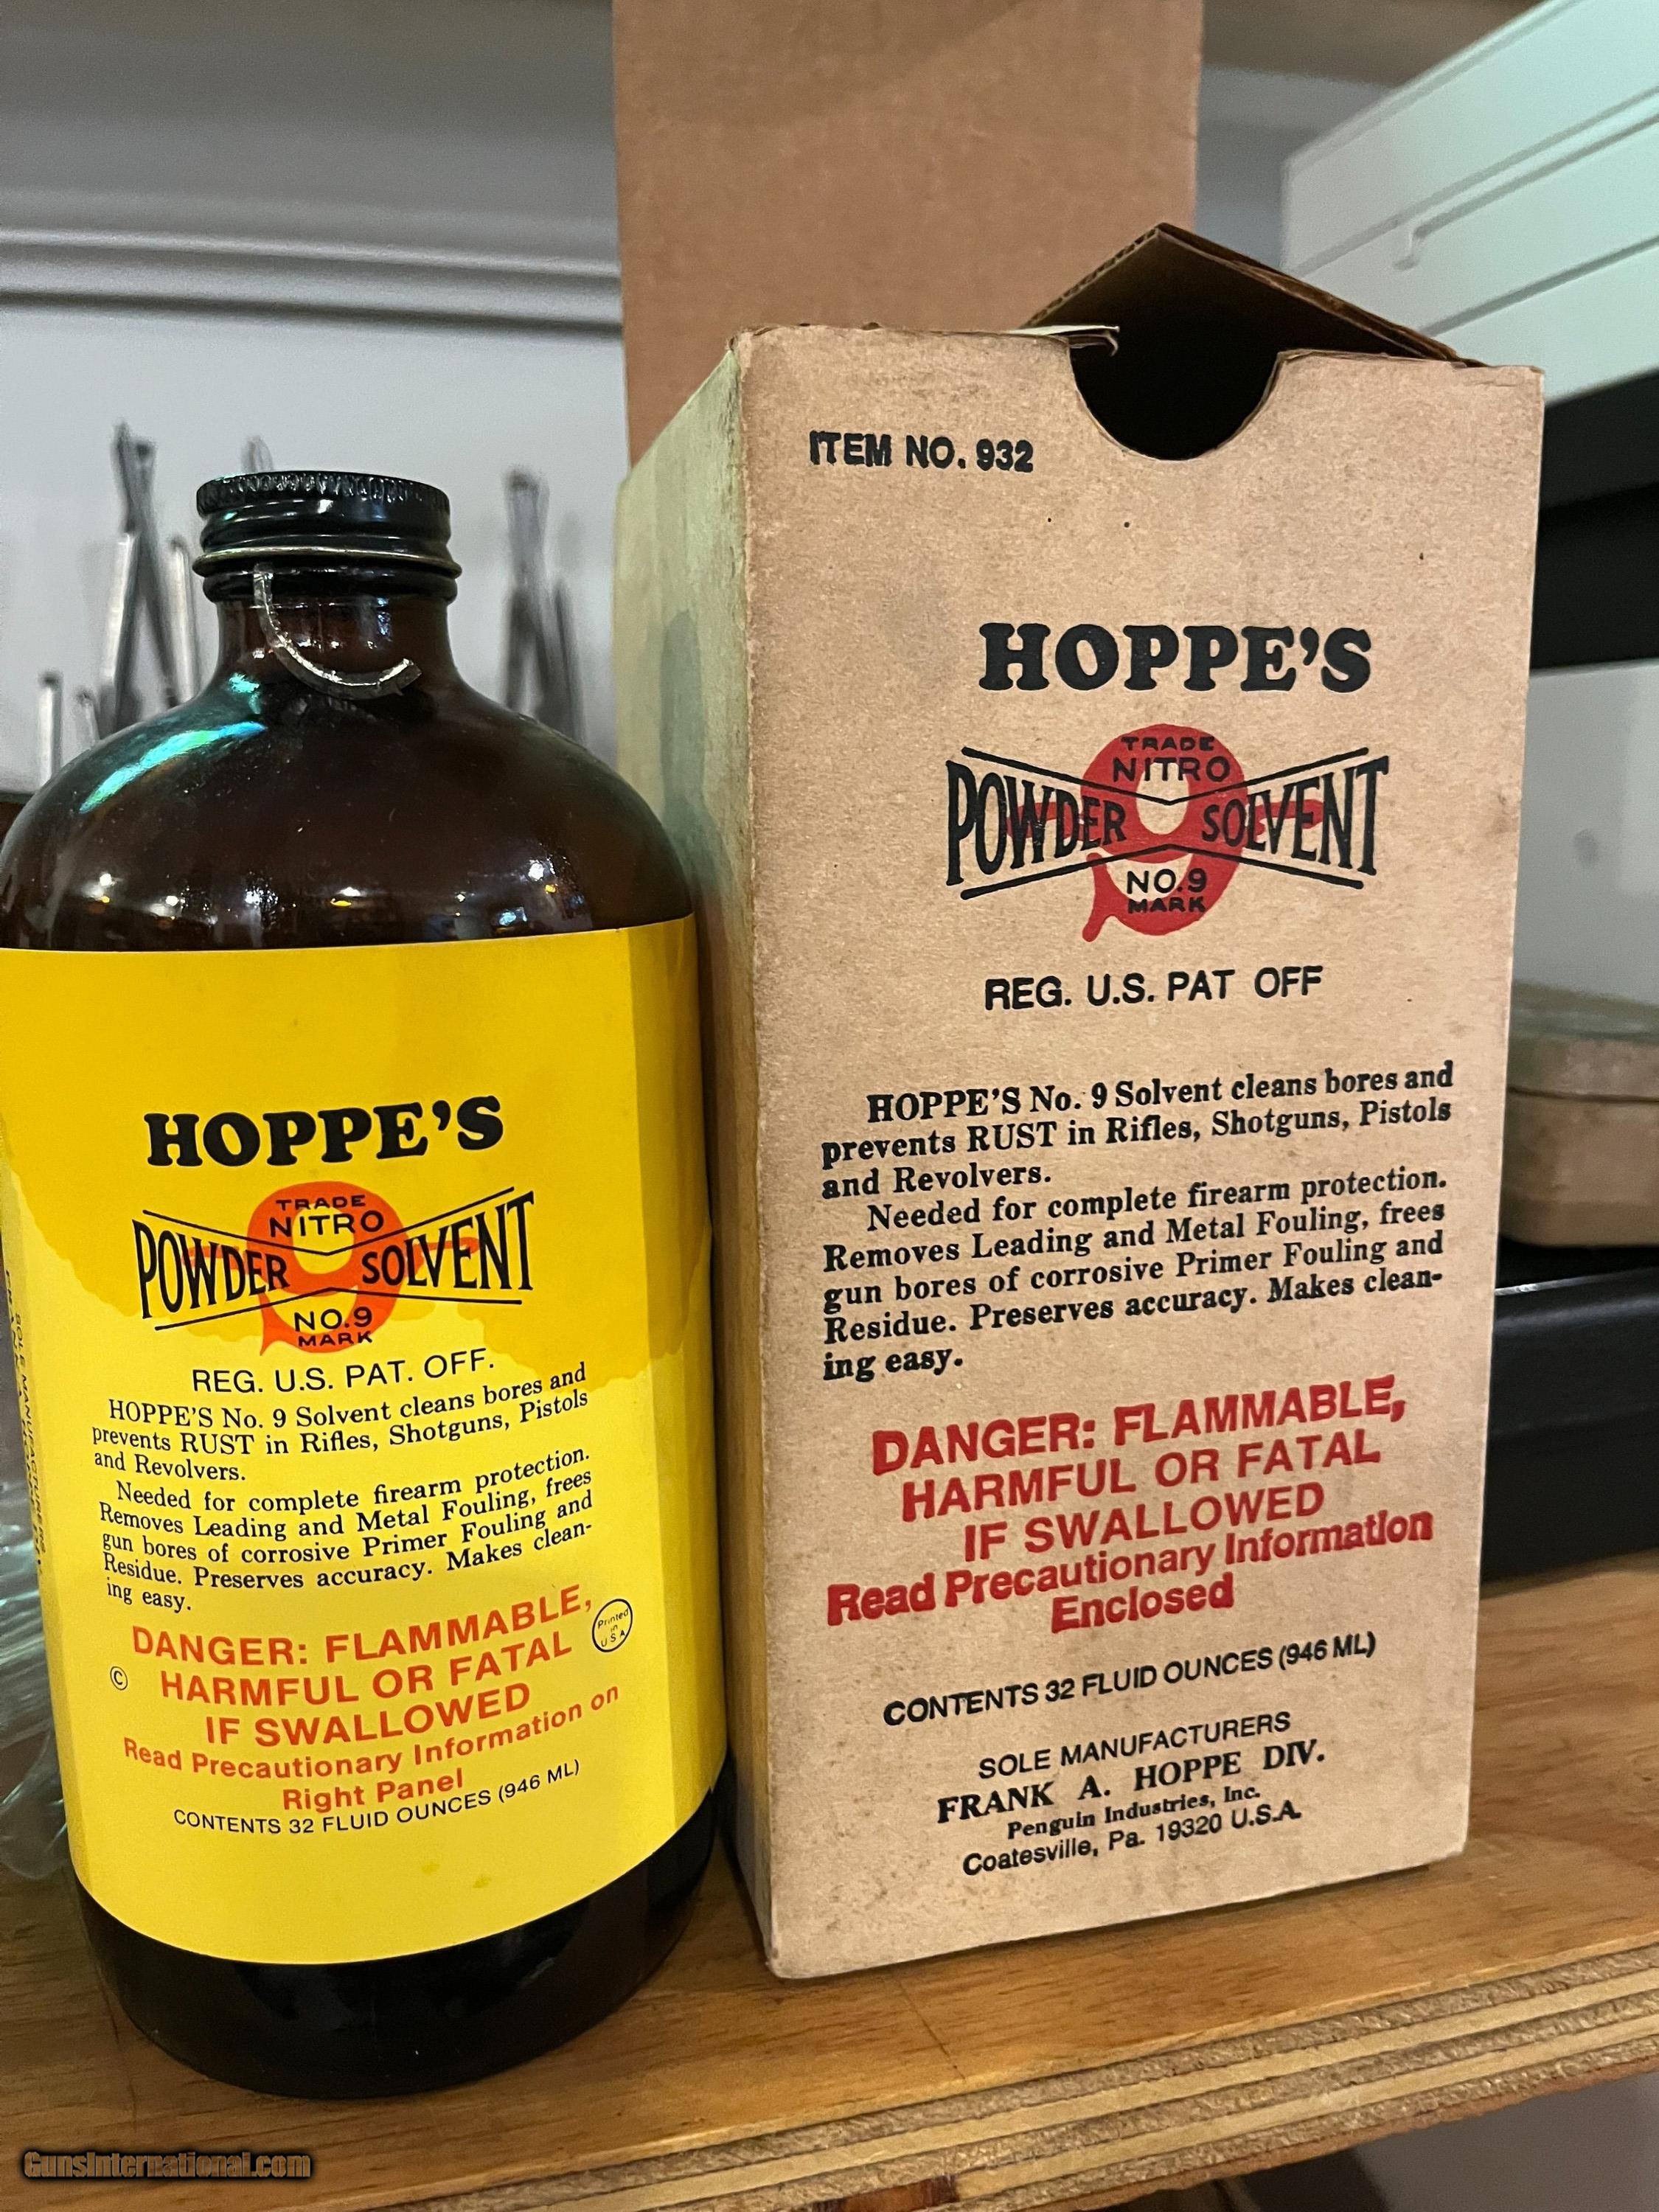 ITEM NO. 932
HOPPE'S
TRADE
NITRO
POWDER SOLVENT
NO.9
MARK
REG. U.S. PAT OFF
HOPPE'S No. 9 Solvent cleans bores and
prevents RUST in Rifles, Shotguns, Pistols
and Revolvers.
Needed for complete firearm protection.
Removes Leading and Metal Fouling, frees
gun bores of corrosive Primer Fouling and
Residue. Preserves accuracy. Makes clean-
ing easy.
DANGER: FLAMMABLE,
HARMFUL OR FATAL
IF SWALLOWED
Read Precautionary Information
Enclosed
CONTENTS 32 FLUID OUNCES (946 ML)
SOLE MANUFACTURERS
FRANK A. HOPPE DIV.
Penguin Industries, Inc.
Coatesville, Pa. 19320 U.S.A.
HOPPE'S
TRADE
NITRO
POWDER SOLVENT
NO.9
MARK
REG. U.S. PAT. OFF.
HOPPE'S No. 9 Solvent cleans bores and
prevents RUST in Rifles, Shotguns, Pistols
and Revolvers.
Needed for complete firearm protection.
Removes Leading and Metal Fouling, frees
gun bores of corrosive Primer Fouling and
Residue. Preserves accuracy. Makes clean-
ing easy.
DANGER: FLAMMABLE,
HARMFUL OR FATAL
IF SWALLOWED
Read Precautionary Information on
Right Panel
CONTENTS 32 FLUID OUNCES (946 ML)
©
Printed
in
USA
SOLE MANUFACTURERS
GunsInternational.com